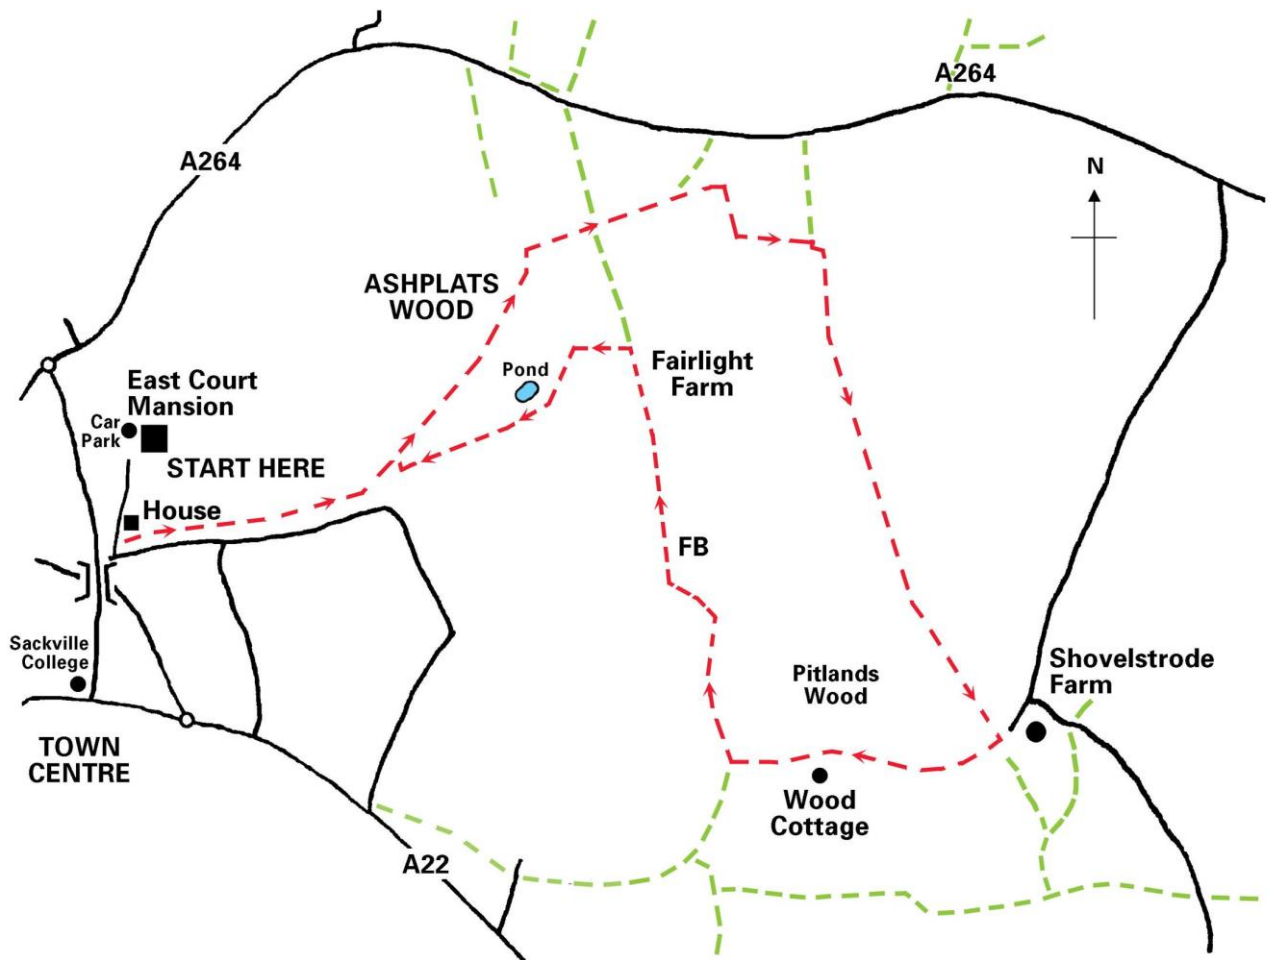 A264
A264
N
ASHPLATS
WOOD
Pond
Fairlight
Farm
East Court
Mansion
Car
Park
START HERE
House
FB
Sackville
College
Pitlands
Wood
Shovelstrode
Farm
TOWN
CENTRE
Wood
Cottage
A22